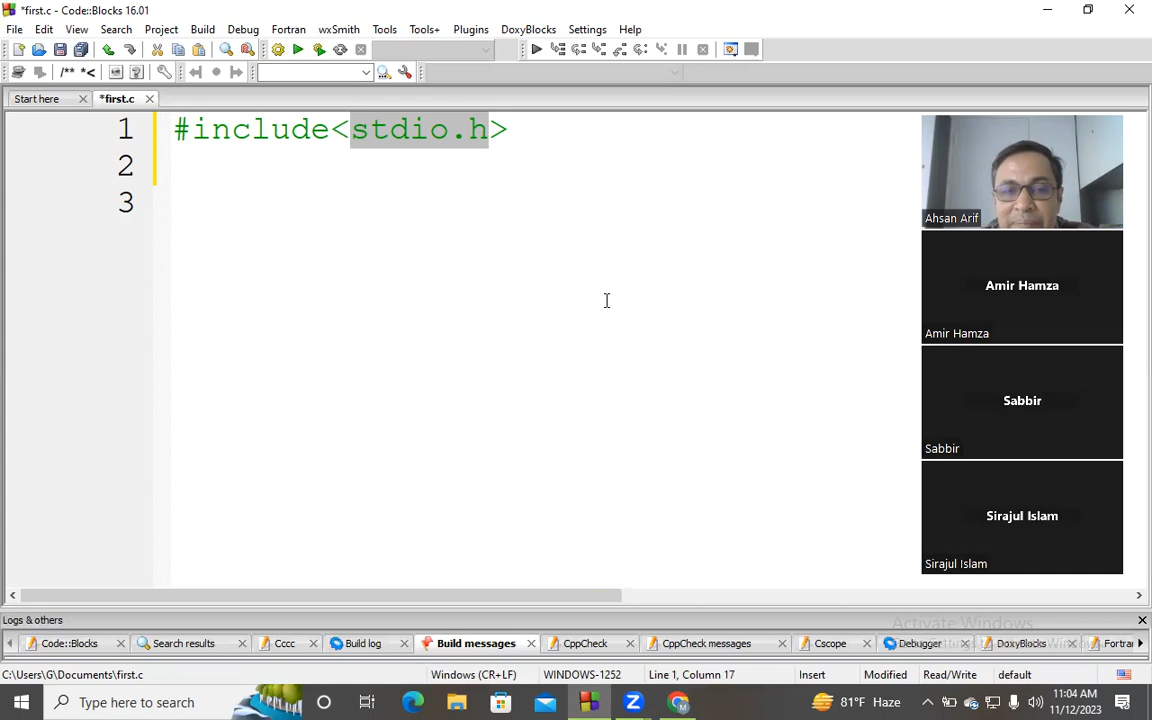 *first.c - Code::Blocks 16.01
File Edit View Search Project Build Debug Fortran wxSmith Tools Tools+ Plugins DoxyBlocks Settings Help
/** *<
Start here
*first.c
1 #include<stdio.h>
2
3
Ahsan Arif
Amir Hamza
Amir Hamza
Sabbir
Sabbir
Sirajul Islam
Sirajul Islam
Logs & others
Activate Windows
Code::Blocks Search results Cccc Build log Build messages CppCheck CppCheck messages Cscope Debugger DoxyBlocks Fortra
C:\Users\G\Documents\first.c Windows (CR+LF) WINDOWS-1252 Line 1, Column 17 Insert Modified Read/Write default
Type here to search
81°F Haze
11:04 AM
11/12/2023